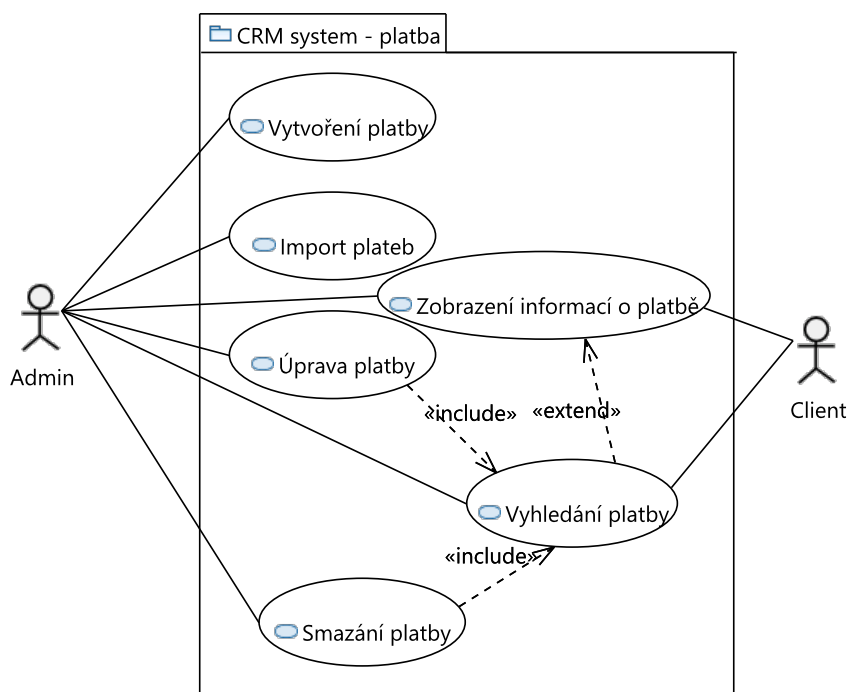 CRM system - platba
Vytvoření platby
Import plateb
Zobrazení informací o platbě
Úprava platby
Admin
Client
«include»
«extend»
Vyhledání platby
«include»
Smazání platby